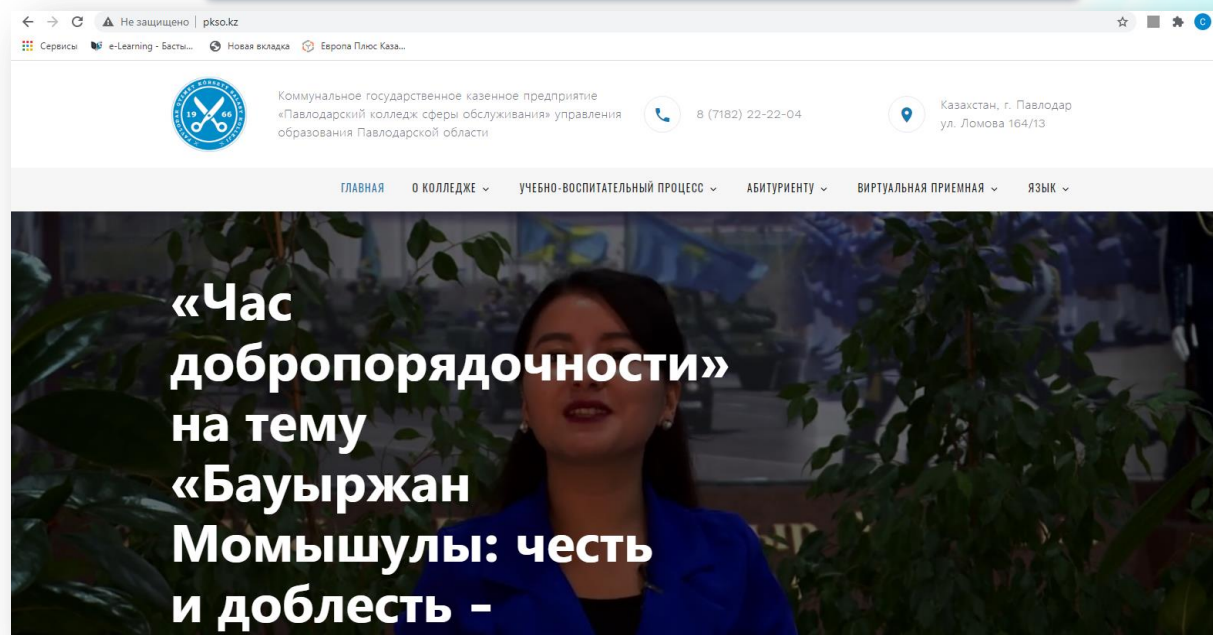 Не защищено | pkso.kz
Сервисы e-Learning - Басты... Новая вкладка Европа Плюс Каза...
Коммунальное государственное казенное предприятие
«Павлодарский колледж сферы обслуживания» управления
образования Павлодарской области
8 (7182) 22-22-04
Казахстан, г. Павлодар
ул. Ломова 164/13
19 66
ГЛАВНАЯ О КОЛЛЕДЖЕ УЧЕБНО-ВОСПИТАТЕЛЬНЫЙ ПРОЦЕСС АБИТУРИЕНТУ ВИРТУАЛЬНАЯ ПРИЕМНАЯ ЯЗЫК
«Час
добропорядочности»
на тему
«Бауыржан
Момышулы: честь
и доблесть -